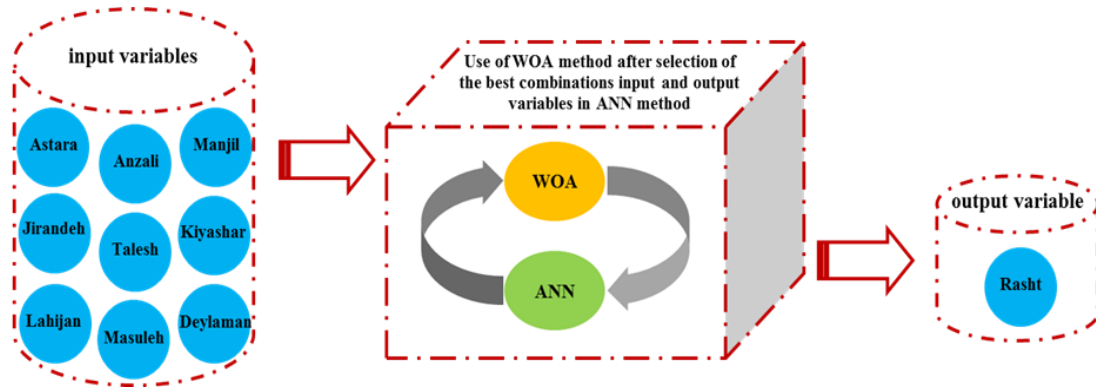 input variables
Astara
Anzali
Manjil
Jirandeh
Talesh
Kiyashar
Lahijan
Masuleh
Deylaman
Use of WOA method after selection of
the best combinations input and output
variables in ANN method
WOA
ANN
output variable
Rasht